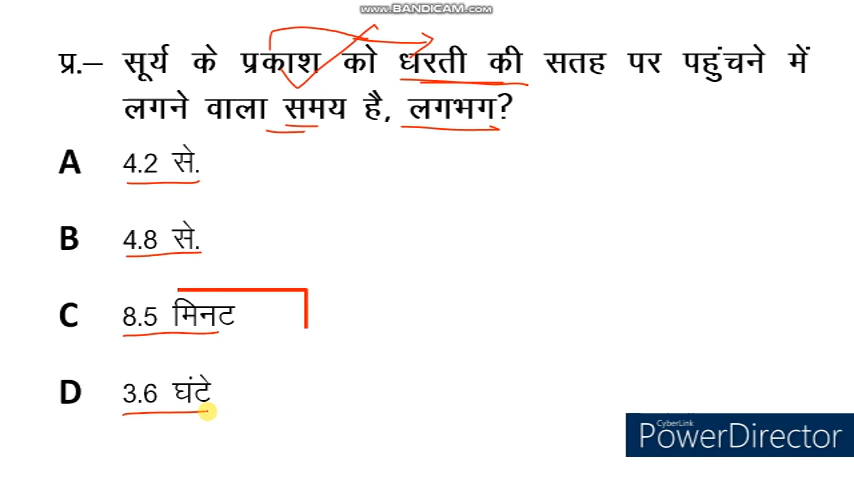 www.BANDICAM.com
प्र.– सूर्य के प्रकाश को धरती की सतह पर पहुंचने में
लगने वाला समय है, लगभग?
A 4.2 से.
B 4.8 से.
C 8.5 मिनट
D 3.6 घंटे
CyberLink
PowerDirector